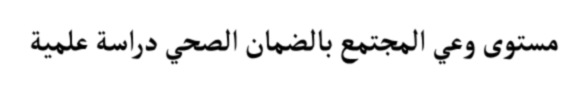 مستوى وعي المجتمع بالضمان الصحي دراسة علمية